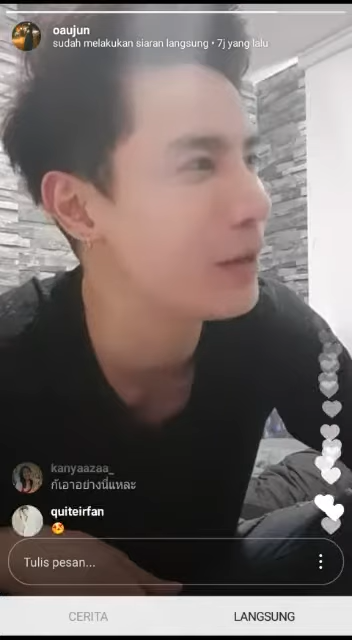 oaujun
sudah melakukan siaran langsung • 7j yang lalu
kanyaazaa_
ก้เอาอย่างนี่แหละ
quiteirfan
Tulis pesan...
CERITA
LANGSUNG